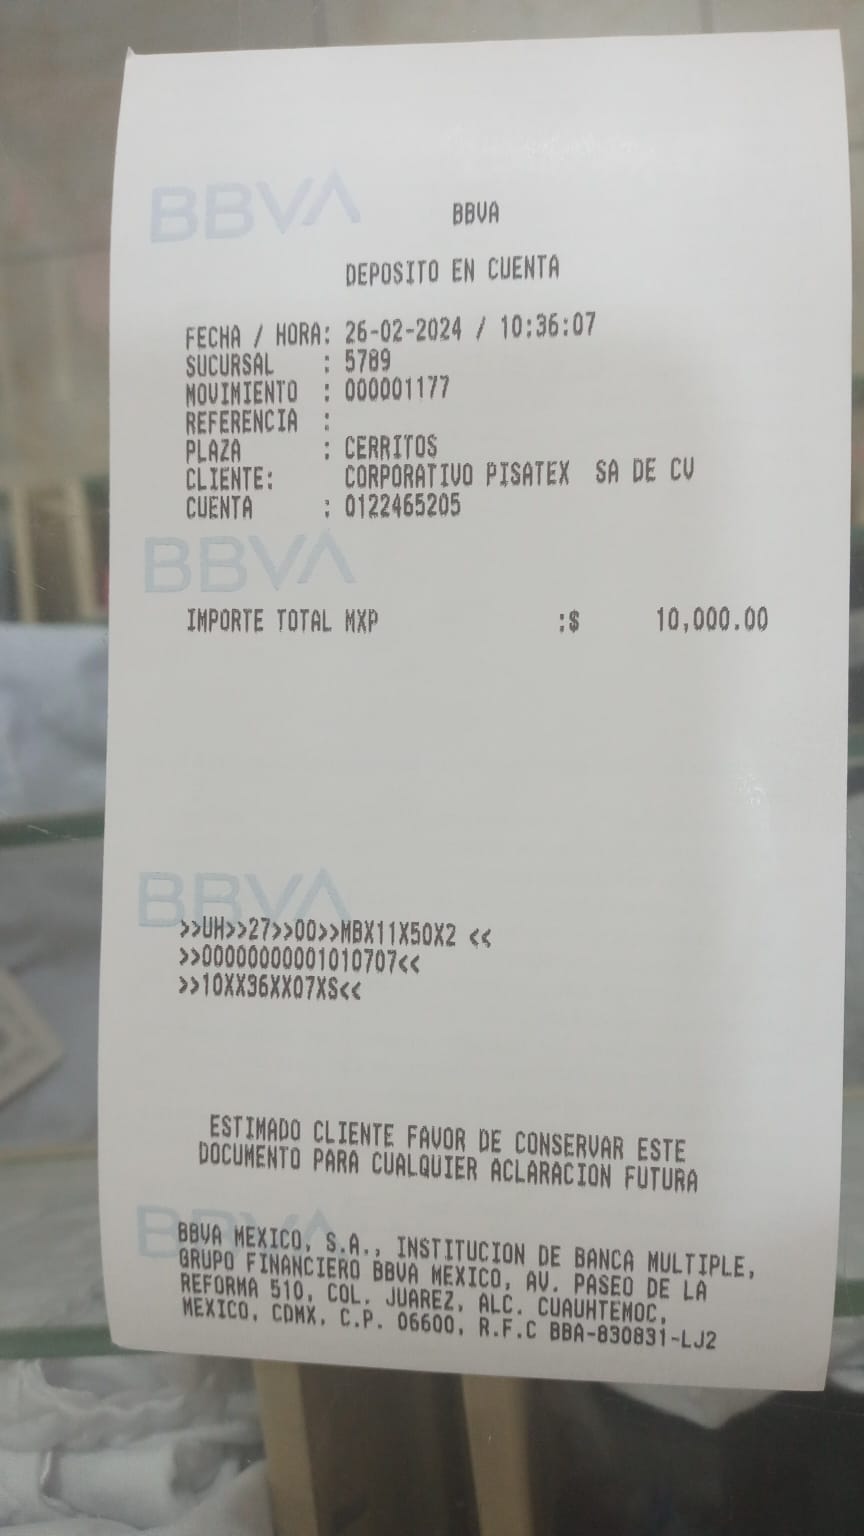 BBVA
BBVA
DEPOSITO EN CUENTA
FECHA / HORA: 26-02-2024 / 10:36:07
SUCURSAL : 5789
MOVIMIENTO : 000001177
REFERENCIA :
PLAZA : CERRITOS
CLIENTE: CORPORATIVO PISATEX SA DE CV
CUENTA : 0122465205
BBVA
IMPORTE TOTAL MXP :$ 10,000.00
BBVA
>>UH>>27>>00>>MBX11X50X2 <<
>>00000000001010707<<
>>10XX36XX07XS<<
ESTIMADO CLIENTE FAVOR DE CONSERVAR ESTE
DOCUMENTO PARA CUALQUIER ACLARACION FUTURA
BBVA
BBVA MEXICO, S.A., INSTITUCION DE BANCA MULTIPLE,
GRUPO FINANCIERO BBVA MEXICO, AV. PASEO DE LA
REFORMA 510, COL. JUAREZ, ALC. CUAUHTEMOC,
MEXICO, CDMX, C.P. 06600, R.F.C BBA-830831-LJ2